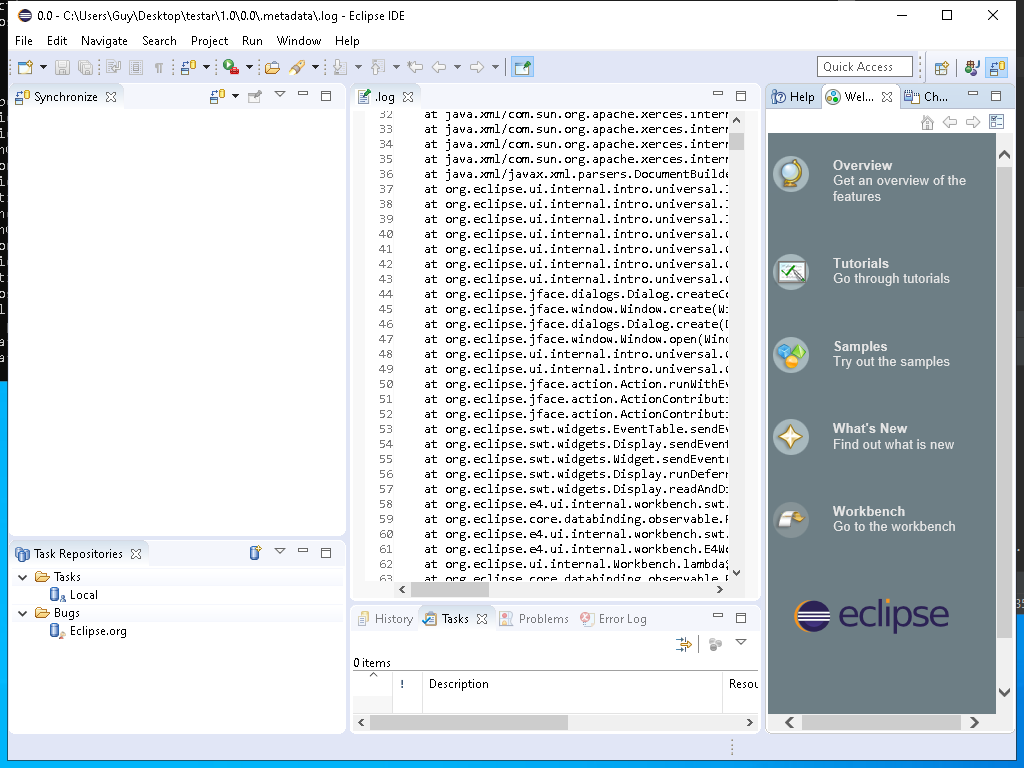 0.0 - C:\Users\Guy\Desktop\testar\1.0\0.0\.metadata\.log - Eclipse IDE
File Edit Navigate Search Project Run Window Help
Quick Access
Synchronize
.log
Help Wel... Ch...
32 at java.xml/com.sun.org.apache.xerces.interr
33 at java.xml/com.sun.org.apache.xerces.interr
34 at java.xml/com.sun.org.apache.xerces.interr
35 at java.xml/com.sun.org.apache.xerces.interr
36 at java.xml/javax.xml.parsers.DocumentBuilde
37 at org.eclipse.ui.internal.intro.universal.
38 at org.eclipse.ui.internal.intro.universal.
39 at org.eclipse.ui.internal.intro.universal.
40 at org.eclipse.ui.internal.intro.universal.
41 at org.eclipse.ui.internal.intro.universal.
42 at org.eclipse.ui.internal.intro.universal.
43 at org.eclipse.ui.internal.intro.universal.
44 at org.eclipse.jface.dialogs.Dialog.createCo
45 at org.eclipse.jface.window.Window.create(Wi
46 at org.eclipse.jface.dialogs.Dialog.create(D
47 at org.eclipse.jface.window.Window.open(Wind
48 at org.eclipse.ui.internal.intro.universal.
49 at org.eclipse.ui.internal.intro.universal.
50 at org.eclipse.jface.action.Action.runWithEv
51 at org.eclipse.jface.action.ActionContributi
52 at org.eclipse.jface.action.ActionContributi
53 at org.eclipse.swt.widgets.EventTable.sendEv
54 at org.eclipse.swt.widgets.Display.sendEvent
55 at org.eclipse.swt.widgets.Widget.sendEvent
56 at org.eclipse.swt.widgets.Display.runDeferr
57 at org.eclipse.swt.widgets.Display.readAndDi
58 at org.eclipse.e4.ui.internal.workbench.swt.
59 at org.eclipse.core.databinding.observable.
60 at org.eclipse.e4.ui.internal.workbench.swt.
61 at org.eclipse.e4.ui.internal.workbench.E4Wo
62 at org.eclipse.ui.internal.Workbench.lambda$
63 at org.eclipse.core.databinding.observable.
Overview
Get an overview of the
features
Tutorials
Go through tutorials
Samples
Try out the samples
What's New
Find out what is new
Workbench
Go to the workbench
eclipse
Task Repositories
Tasks
Local
Bugs
Eclipse.org
History Tasks Problems Error Log
0 items
! Description Resou